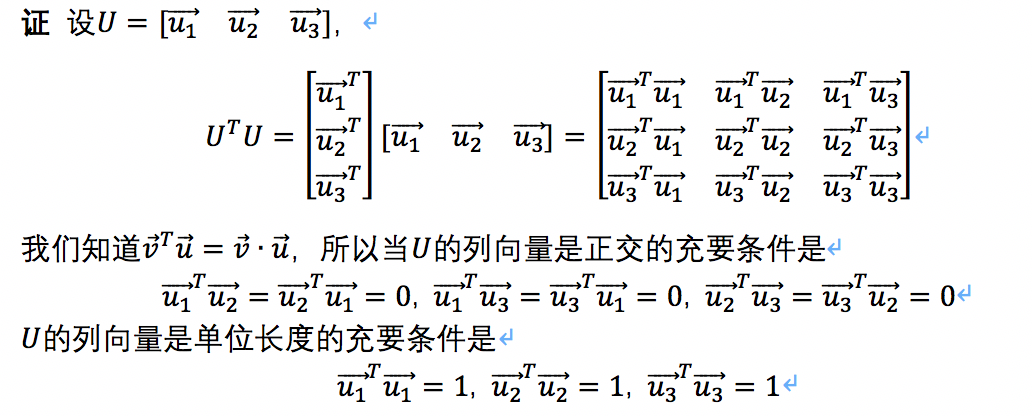 证 设$U = [\overrightarrow{u_1} \quad \overrightarrow{u_2} \quad \overrightarrow{u_3}]$,
$U^T U = \begin{bmatrix} \overrightarrow{u_1}^T \\ \overrightarrow{u_2}^T \\ \overrightarrow{u_3}^T \end{bmatrix} [\overrightarrow{u_1} \quad \overrightarrow{u_2} \quad \overrightarrow{u_3}] = \begin{bmatrix} \overrightarrow{u_1}^T\overrightarrow{u_1} & \overrightarrow{u_1}^T\overrightarrow{u_2} & \overrightarrow{u_1}^T\overrightarrow{u_3} \\ \overrightarrow{u_2}^T\overrightarrow{u_1} & \overrightarrow{u_2}^T\overrightarrow{u_2} & \overrightarrow{u_2}^T\overrightarrow{u_3} \\ \overrightarrow{u_3}^T\overrightarrow{u_1} & \overrightarrow{u_3}^T\overrightarrow{u_2} & \overrightarrow{u_3}^T\overrightarrow{u_3} \end{bmatrix}$
我们知道$\vec{v}^T\vec{u} = \vec{v} \cdot \vec{u}$，所以当$U$的列向量是正交的充要条件是
$\overrightarrow{u_1}^T\overrightarrow{u_2} = \overrightarrow{u_2}^T\overrightarrow{u_1} = 0, \overrightarrow{u_1}^T\overrightarrow{u_3} = \overrightarrow{u_3}^T\overrightarrow{u_1} = 0, \overrightarrow{u_2}^T\overrightarrow{u_3} = \overrightarrow{u_3}^T\overrightarrow{u_2} = 0$
$U$的列向量是单位长度的充要条件是
$\overrightarrow{u_1}^T\overrightarrow{u_1} = 1, \overrightarrow{u_2}^T\overrightarrow{u_2} = 1, \overrightarrow{u_3}^T\overrightarrow{u_3} = 1$